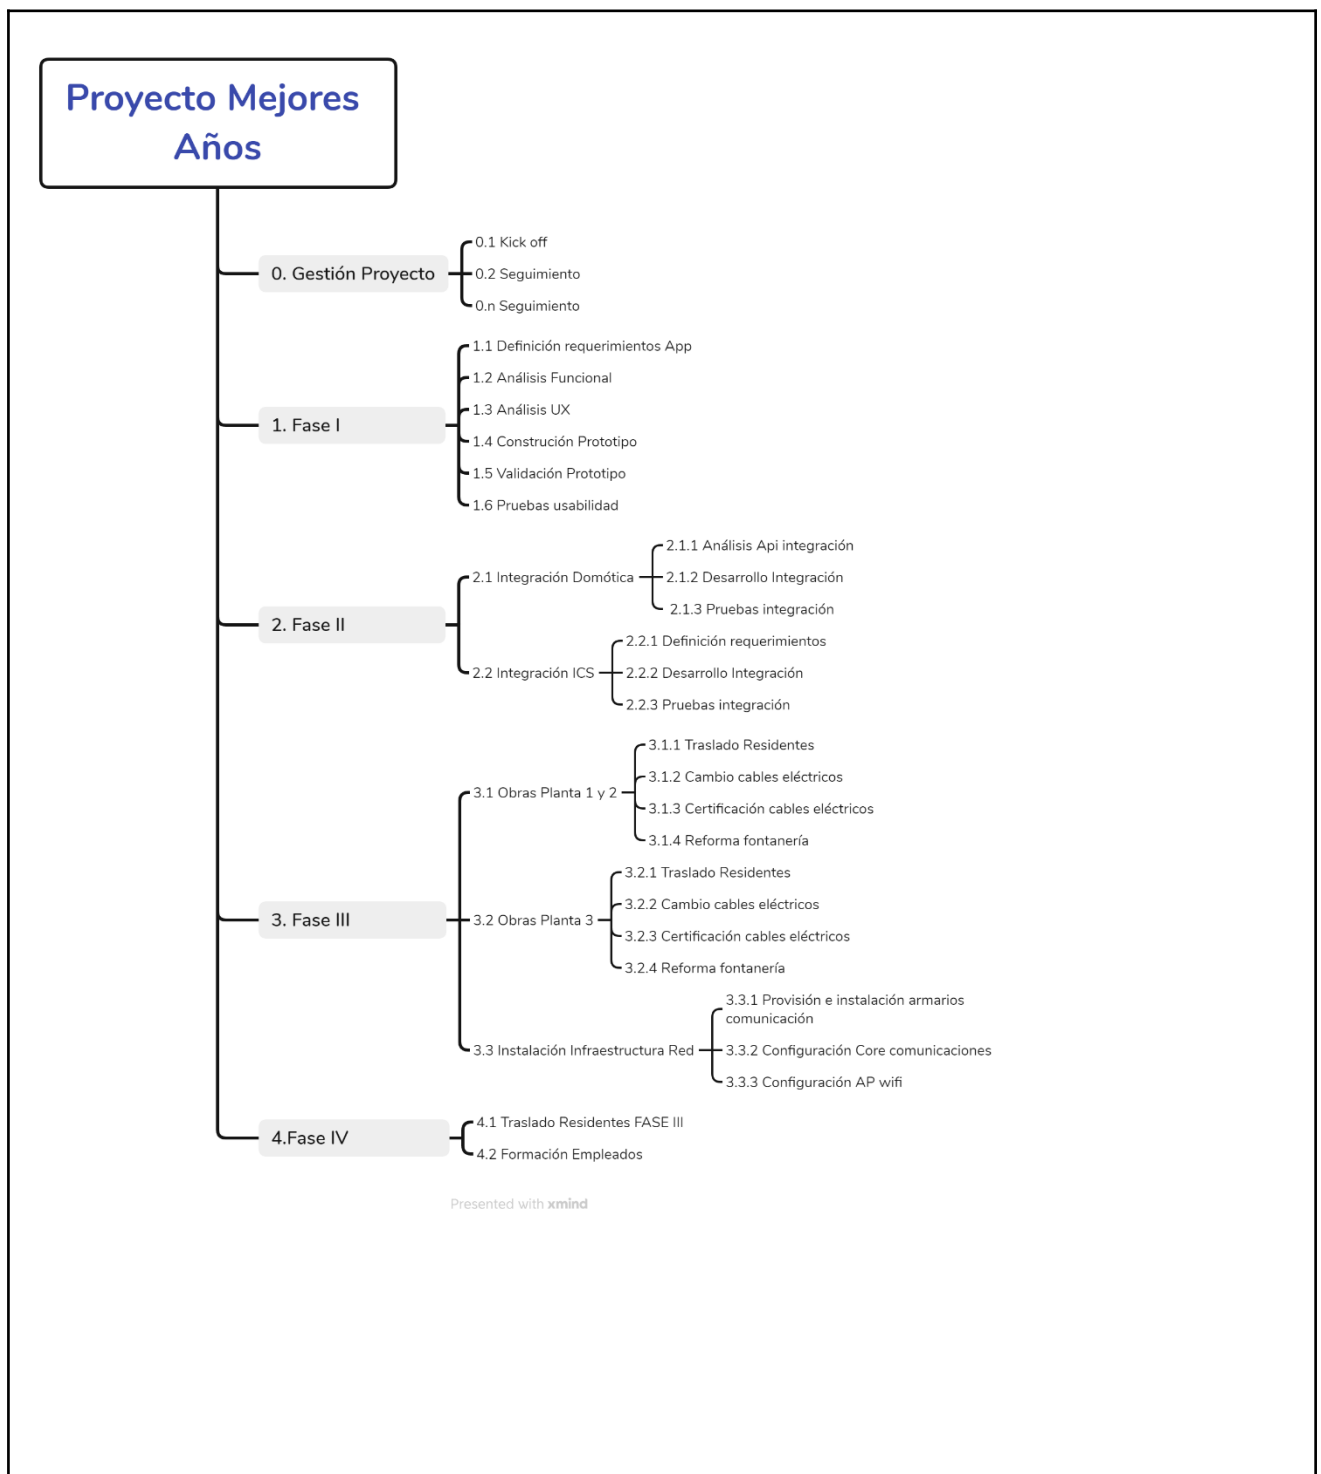 Proyecto Mejores
Años
0. Gestión Proyecto
0.1 Kick off
0.2 Seguimiento
0.n Seguimiento
1. Fase I
1.1 Definición requerimientos App
1.2 Análisis Funcional
1.3 Análisis UX
1.4 Construción Prototipo
1.5 Validación Prototipo
1.6 Pruebas usabilidad
2. Fase II
2.1 Integración Domótica
2.1.1 Análisis Api integración
2.1.2 Desarrollo Integración
2.1.3 Pruebas integración
2.2 Integración ICS
2.2.1 Definición requerimientos
2.2.2 Desarrollo Integración
2.2.3 Pruebas integración
3. Fase III
3.1 Obras Planta 1 y 2
3.1.1 Traslado Residentes
3.1.2 Cambio cables eléctricos
3.1.3 Certificación cables eléctricos
3.1.4 Reforma fontanería
3.2 Obras Planta 3
3.2.1 Traslado Residentes
3.2.2 Cambio cables eléctricos
3.2.3 Certificación cables eléctricos
3.2.4 Reforma fontanería
3.3 Instalación Infraestructura Red
3.3.1 Provisión e instalación armarios
comunicación
3.3.2 Configuración Core comunicaciones
3.3.3 Configuración AP wifi
4.Fase IV
4.1 Traslado Residentes FASE III
4.2 Formación Empleados
Presented with xmind